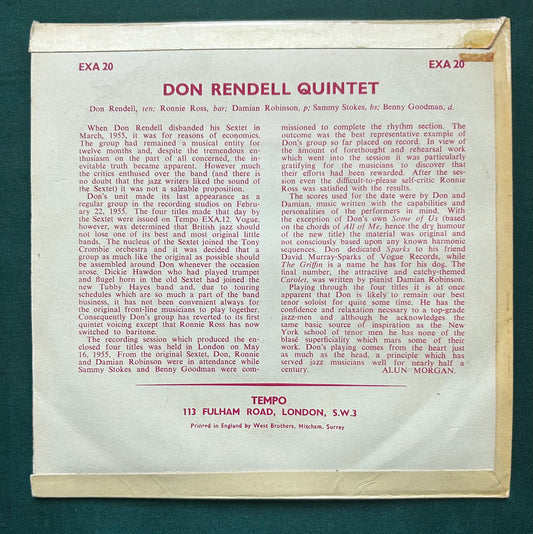 EXA 20
EXA 20
DON RENDELL QUINTET
Don Rendell, ten; Ronnie Ross, bar; Damian Robinson, p; Sammy Stokes, bs; Benny Goodman, d.
When Don Rendell disbanded his Sextet in
March, 1955, it was for reasons of economics.
The group had remained a musical entity for
twelve months and, despite the tremendous en-
thusiasm on the part of all concerned, the in-
evitable truth became apparent. However much
the critics enthused over the band (and there is
no doubt that the jazz writers liked the sound of
the Sextet) it was not a saleable proposition.
Don's unit made its last appearance as a
regular group in the recording studios on Febru-
ary 22, 1955. The four titles made that day by
the Sextet were issued on Tempo EXA.12. Vogue,
however, was determined that British jazz should
not lose one of its best and most original little
bands. The nucleus of the Sextet joined the Tony
Crombie orchestra and it was decided that a
group as much like the original as possible should
be assembled around Don whenever the occasion
arose. Dickie Hawdon who had played trumpet
and flugel horn in the old Sextet had joined the
new Tubby Hayes band and, due to touring
schedules which are so much a part of the band
business, it has not been convenient always for
the original front-line musicians to play together.
Consequently Don's group has reverted to its first
quintet voicing except that Ronnie Ross has now
switched to baritone.
The recording session which produced the en-
closed four titles was held in London on May
16, 1955. From the original Sextet, Don, Ronnie
and Damian Robinson were in attendance while
Sammy Stokes and Benny Goodman were com-
missioned to complete the rhythm section. The
outcome was the best representative example of
Don's group so far placed on record. In view of
the amount of forethought and rehearsal work
which went into the session it was particularly
gratifying for the musicians to discover that
their efforts had been rewarded. After the ses-
sion even the difficult-to-please self-critic Ronnie
Ross was satisfied with the results.
The scores used for the date were by Don and
Damian, music written with the capabilities and
personalities of the performers in mind. With
the exception of Don's own Some of Us (based
on the chords of All of Me, hence the dry humour
of the new title) the material was original and
not consciously based upon any known harmonic
sequences. Don dedicated Sparks to his friend
David Murray-Sparks of Vogue Records, while
The Griffin is a name he has for his dog. The
final number, the attractive and catchy-themed
Carolet, was written by pianist Damian Robinson.
Playing through the four titles it is at once
apparent that Don is likely to remain our best
tenor soloist for quite some time. He has the
confidence and relaxation necessary to a top-grade
jazz-men and although he acknowledges the
same basic source of inspiration as the New
York school of tenor men he has none of the
blasé superficiality which mars some of their
work. Don's playing comes from the heart just
as much as the head, a principle which has
served jazz musicians well for nearly half a
century. ALUN MORGAN.
TEMPO
113 FULHAM ROAD, LONDON, S.W.3
Printed in England by West Brothers, Mitcham, Surrey